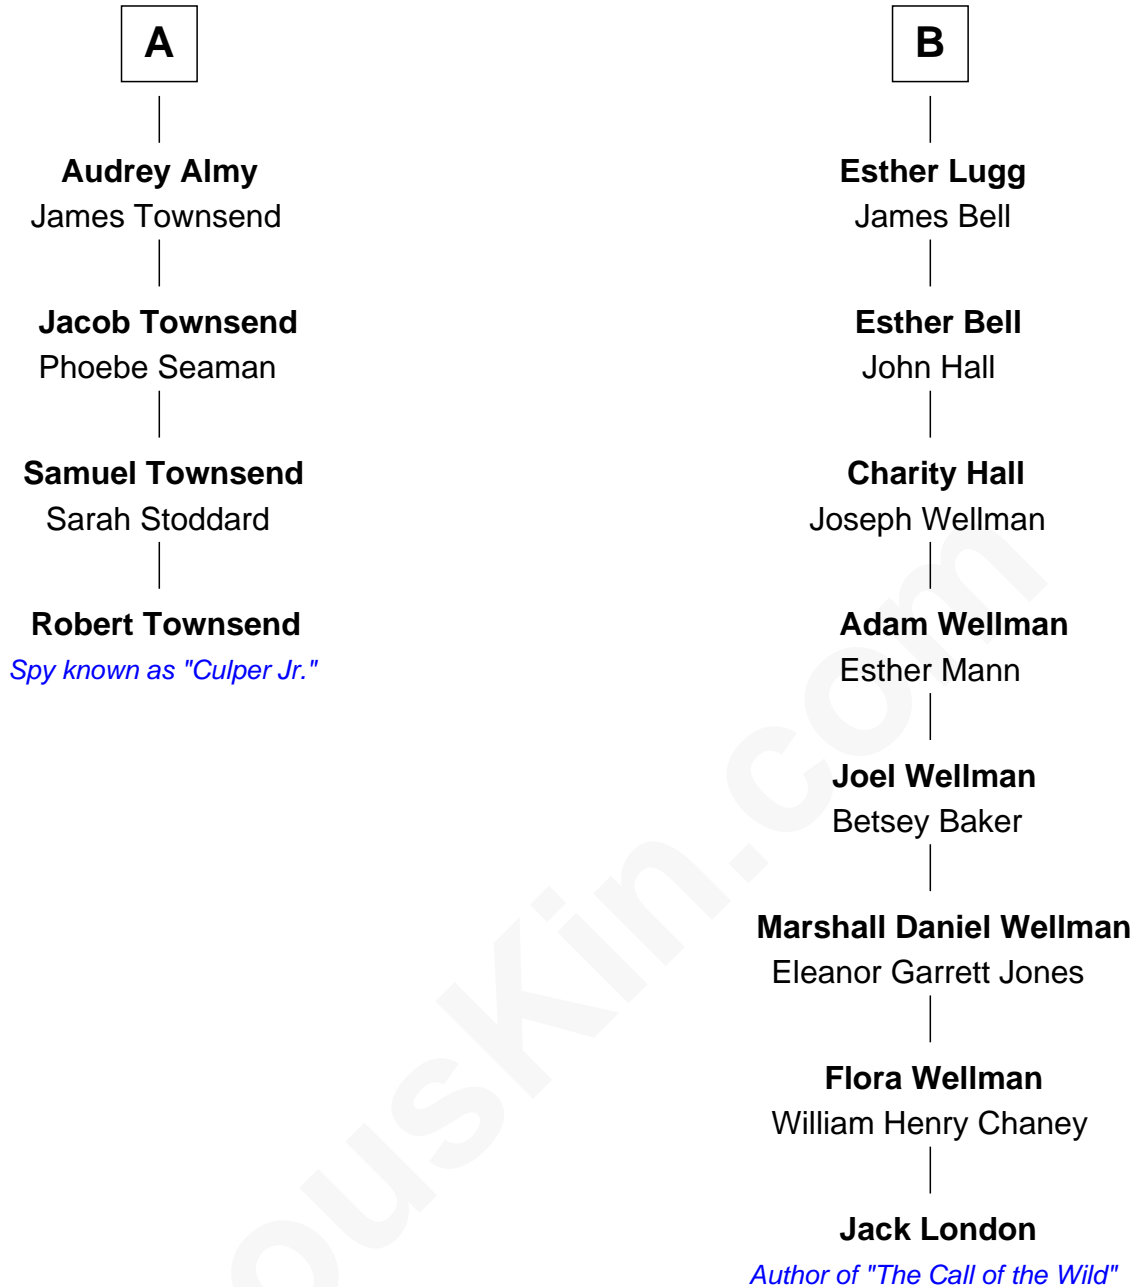 A
Audrey Almy
James Townsend
Jacob Townsend
Phoebe Seaman
Samuel Townsend
Sarah Stoddard
Robert Townsend
Spy known as "Culper Jr."
B
Esther Lugg
James Bell
Esther Bell
John Hall
Charity Hall
Joseph Wellman
Adam Wellman
Esther Mann
Joel Wellman
Betsey Baker
Marshall Daniel Wellman
Eleanor Garrett Jones
Flora Wellman
William Henry Chaney
Jack London
Author of "The Call of the Wild"
ousKin.com